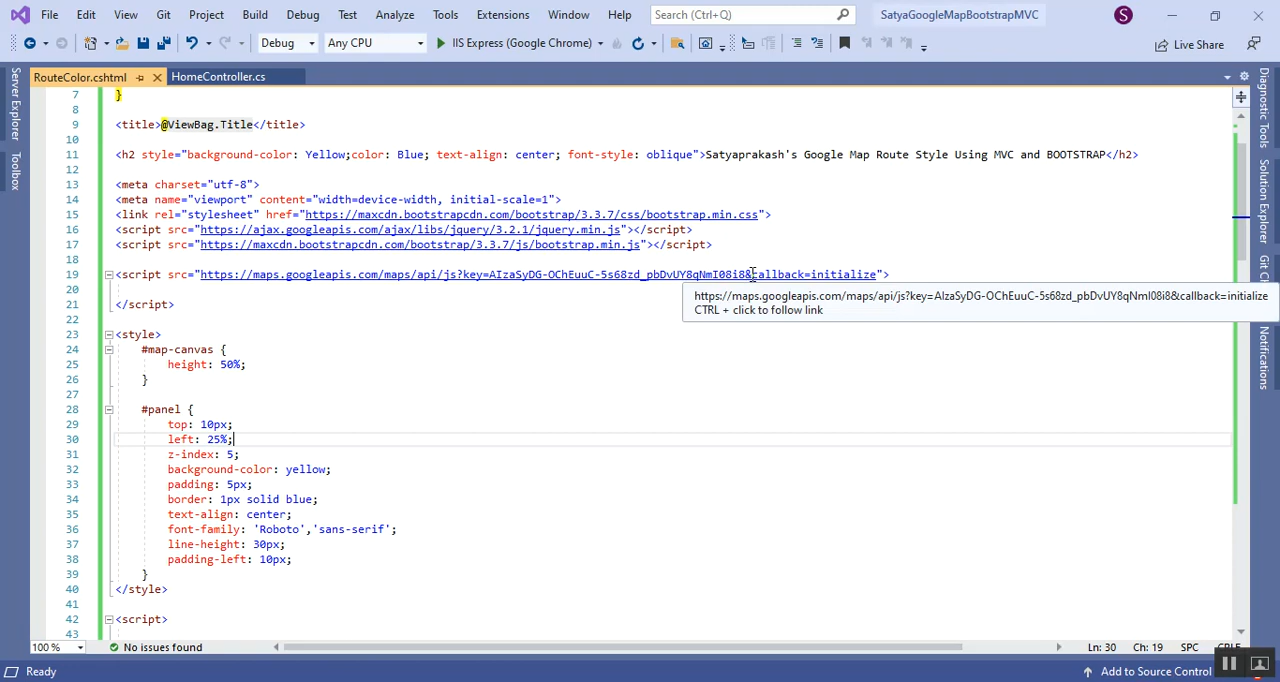 File Edit View Git Project Build Debug Test Analyze Tools Extensions Window Help Search (Ctrl+Q) SatyaGoogleMapBootstrapMVC S
Debug Any CPU IIS Express (Google Chrome) Live Share
RouteColor.cshtml HomeController.cs
Server Explorer
Toolbox
7 }
8
9 <title>@ViewBag.Title</title>
10
11 <h2 style="background-color: Yellow;color: Blue; text-align: center; font-style: oblique">Satyaprakash's Google Map Route Style Using MVC and BOOTSTRAP</h2>
12
13 <meta charset="utf-8">
14 <meta name="viewport" content="width=device-width, initial-scale=1">
15 <link rel="stylesheet" href="https://maxcdn.bootstrapcdn.com/bootstrap/3.3.7/css/bootstrap.min.css">
16 <script src="https://ajax.googleapis.com/ajax/libs/jquery/3.2.1/jquery.min.js"></script>
17 <script src="https://maxcdn.bootstrapcdn.com/bootstrap/3.3.7/js/bootstrap.min.js"></script>
18
19 <script src="https://maps.googleapis.com/maps/api/js?key=AIzaSyDG-OChEuuC-5s68zd_pbDvUY8qNmI08i8&callback=initialize">
20
https://maps.googleapis.com/maps/api/js?key=AIzaSyDG-OChEuuC-5s68zd_pbDvUY8qNmI08i8&callback=initialize
CTRL + click to follow link
21 </script>
22
23 <style>
24 #map-canvas {
25 height: 50%;
26 }
27
28 #panel {
29 top: 10px;
30 left: 25%;
31 z-index: 5;
32 background-color: yellow;
33 padding: 5px;
34 border: 1px solid blue;
35 text-align: center;
36 font-family: 'Roboto','sans-serif';
37 line-height: 30px;
38 padding-left: 10px;
39 }
40 </style>
41
42 <script>
43
Diagnostic Tools
Solution Explorer
Git Ch
Notifications
100 % No issues found Ln: 30 Ch: 19 SPC CRLF
Ready Add to Source Control